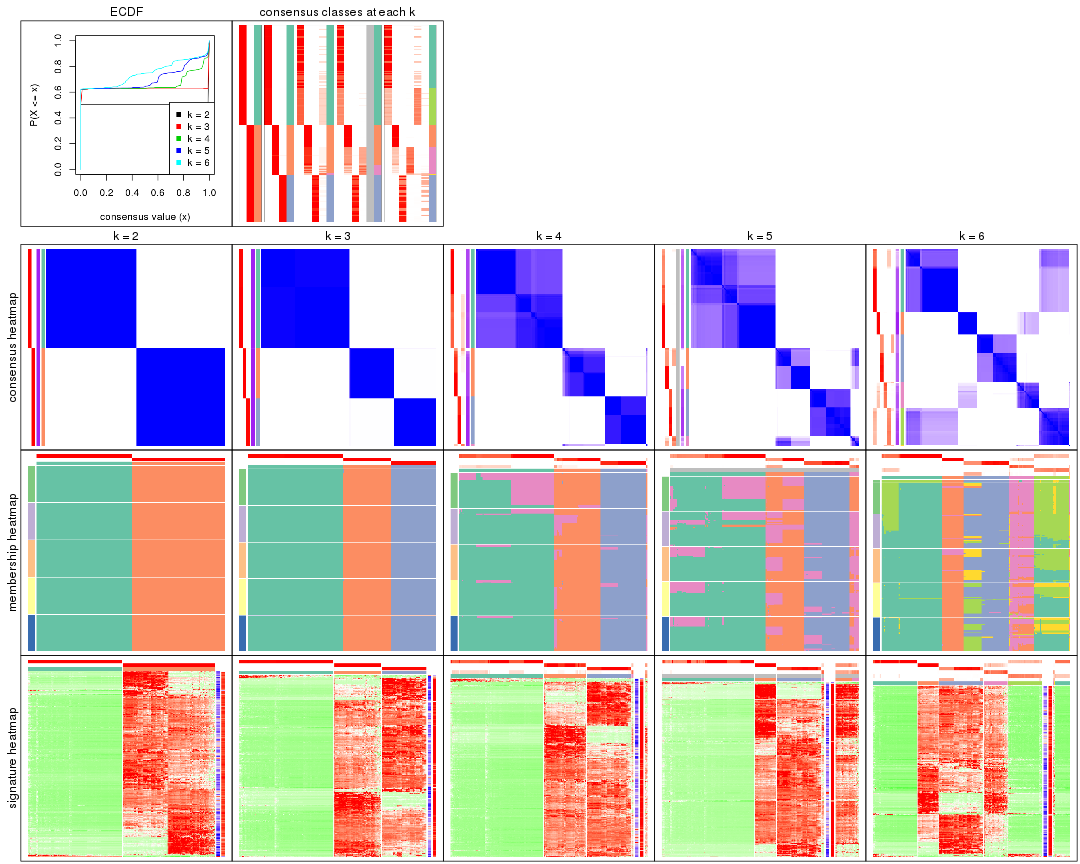 ECDF
consensus classes at each k
P(X <= x)
0.0
0.2
0.4
0.6
0.8
1.0
k = 2
k = 3
k = 4
k = 5
k = 6
0.0 0.2 0.4 0.6 0.8 1.0
consensus value (x)
k = 2
k = 3
k = 4
k = 5
k = 6
consensus heatmap
membership heatmap
signature heatmap